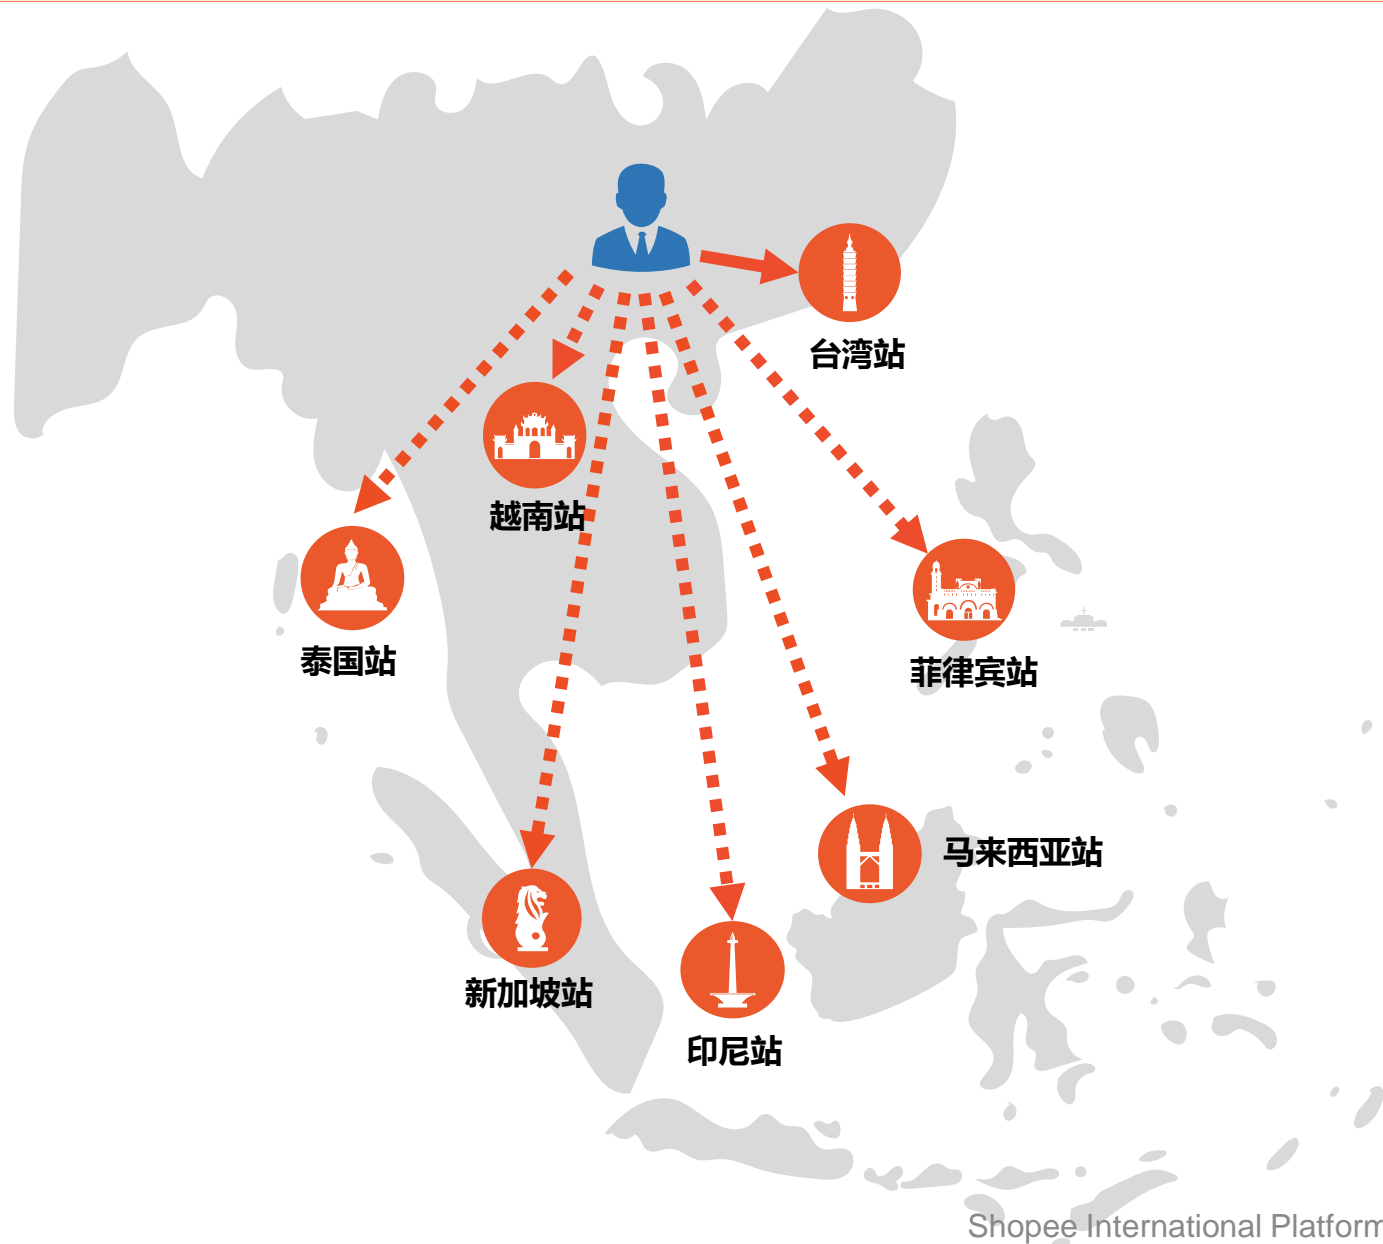 台湾站
越南站
泰国站
菲律宾站
马来西亚站
新加坡站
印尼站
Shopee International Platform